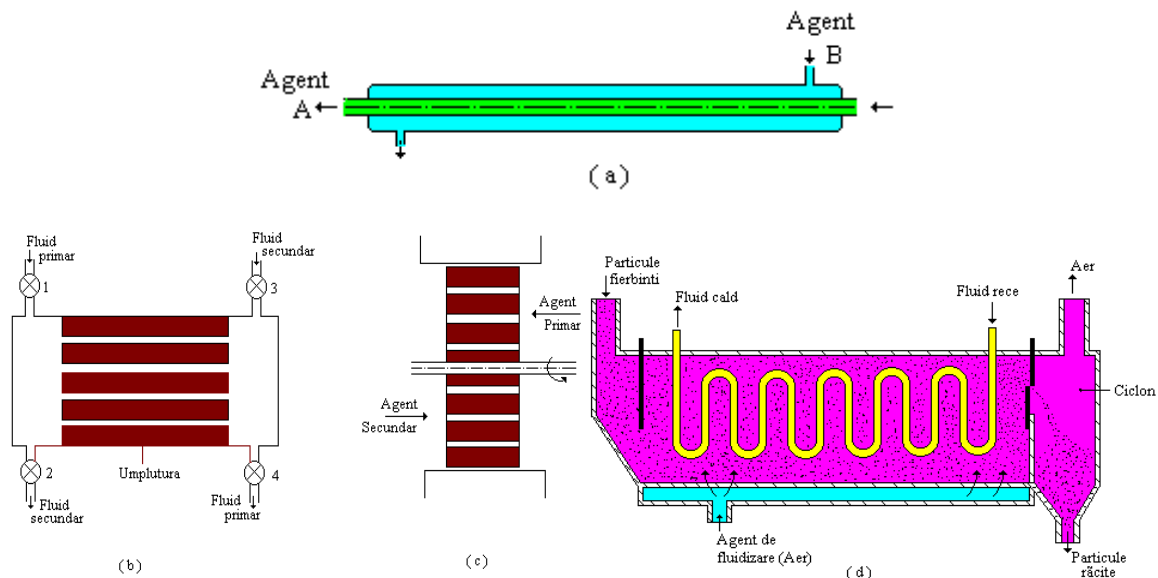 Agent
B
Agent
A
( a )
Fluid
primar
1
Fluid
secundar
3
2
Umplutura
4
Fluid
secundar
Fluid
primar
( b )
Agent
Primar
Agent
Secundar
( c )
Particule
fierbinti
Fluid cald
Fluid rece
Aer
Ciclon
Agent de
fluidizare (Aer)
Particule
răcite
( d )